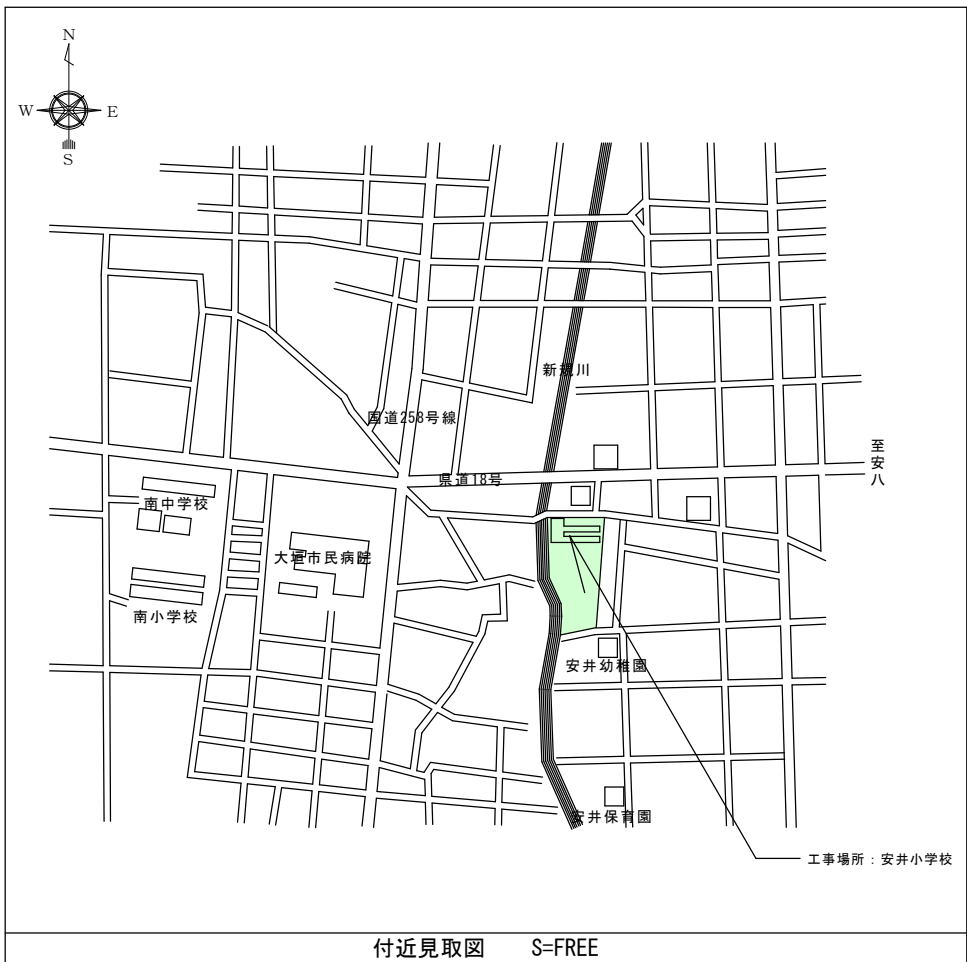 N
W E
S
新規川
国道258号線
至安八
県道18号
南中学校
大垣市民病院
南小学校
安井幼稚園
安井保育園
工事場所：安井小学校
付近見取図 S=FREE